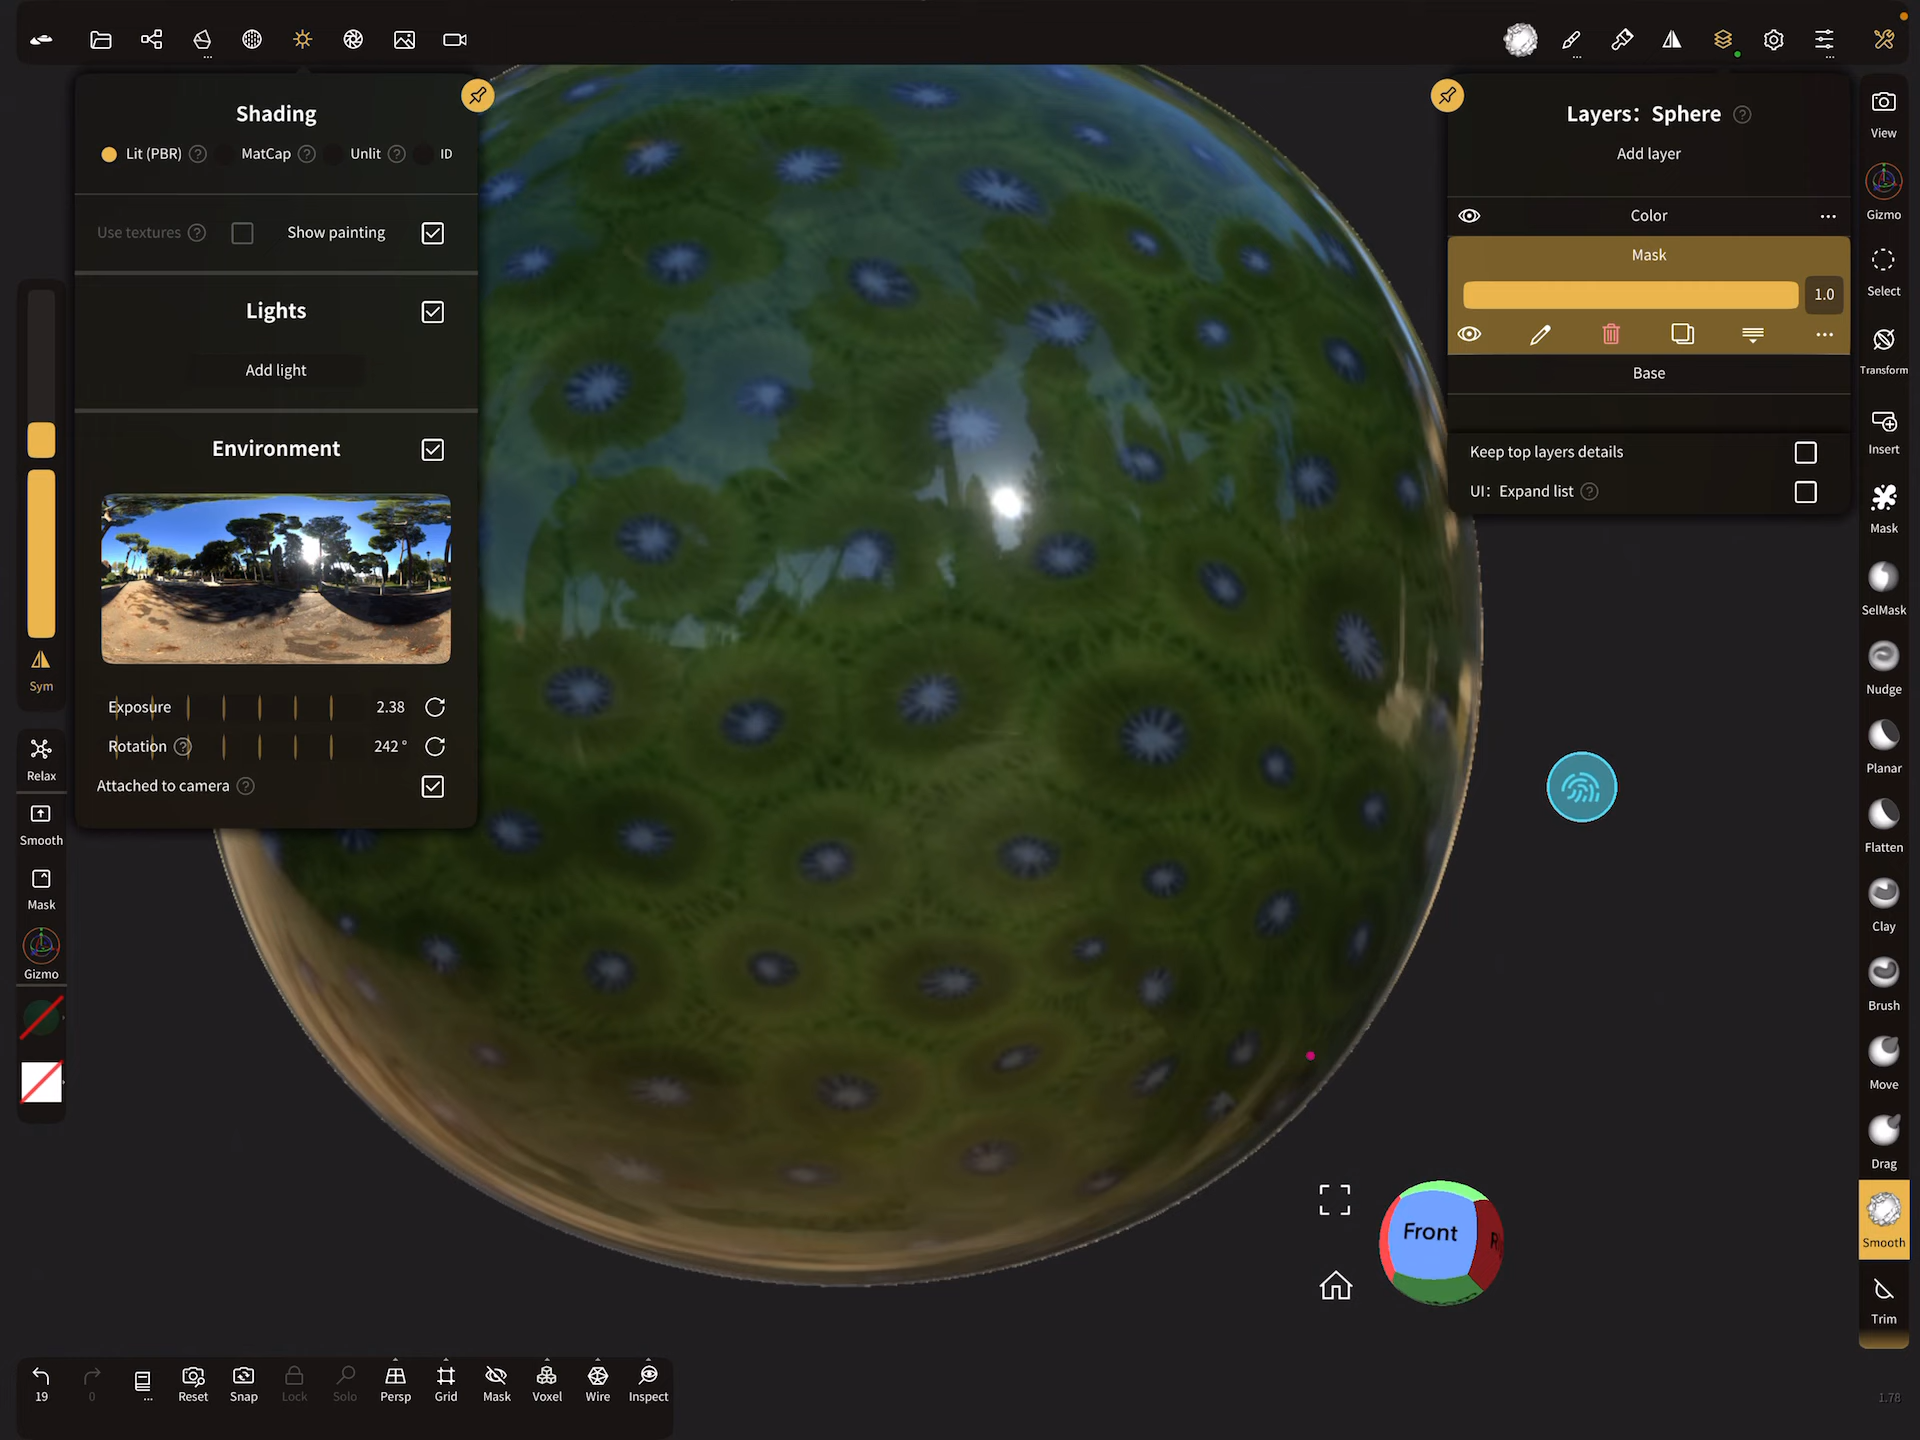 Shading
Lit (PBR) ? MatCap ? Unlit ? ID
Use textures ? Show painting
Lights
Add light
Environment
Exposure 2.38
Rotation ? 242 °
Attached to camera ?
Sym
Relax
Smooth
Mask
Gizmo
Layers: Sphere ?
Add layer
Color ...
Mask
1.0
...
Base
Keep top layers details
UI: Expand list ?
View
Gizmo
Select
Transform
Insert
Mask
SelMask
Nudge
Planar
Flatten
Clay
Brush
Move
Drag
Smooth
Trim
Front
R
19
0
...
Reset
Snap
Lock
Solo
Persp
Grid
Mask
Voxel
Wire
Inspect
1.78